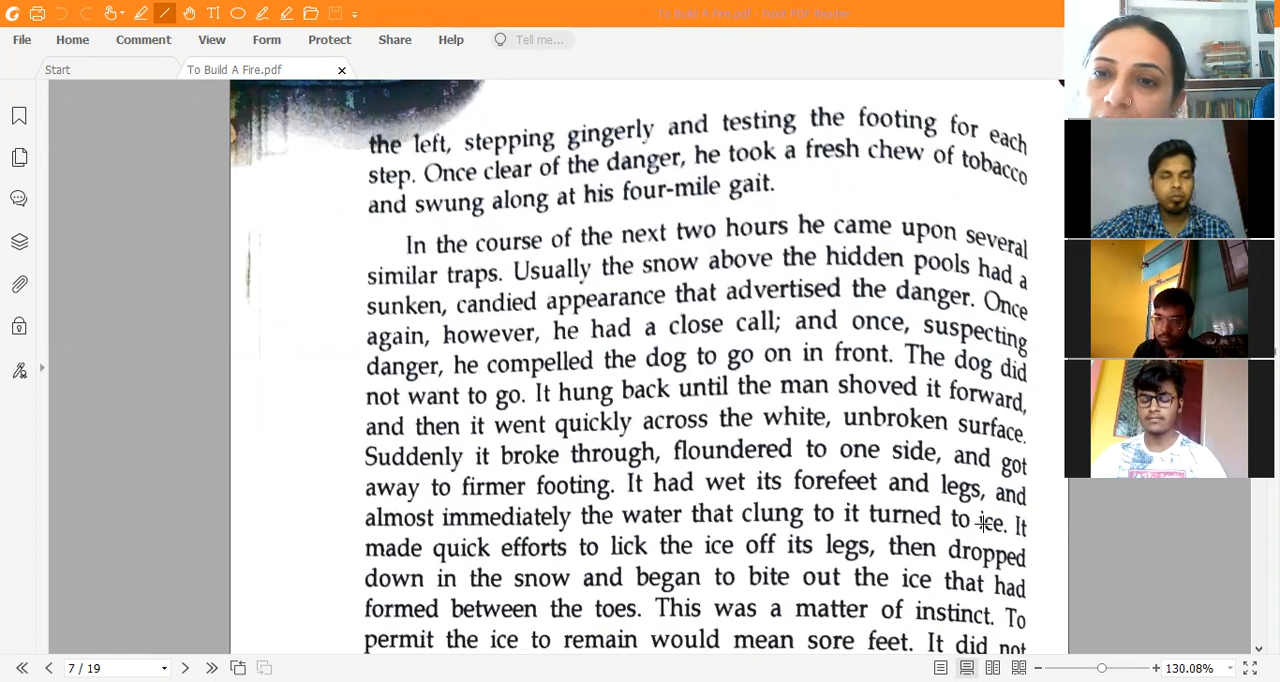 To Build A Fire.pdf - Foxit PDF Reader
File Home Comment View Form Protect Share Help Tell me...
Start To Build A Fire.pdf
the left, stepping gingerly and testing the footing for each
step. Once clear of the danger, he took a fresh chew of tobacco
and swung along at his four-mile gait.
In the course of the next two hours he came upon several
similar traps. Usually the snow above the hidden pools had a
sunken, candied appearance that advertised the danger. Once
again, however, he had a close call; and once, suspecting
danger, he compelled the dog to go on in front. The dog did
not want to go. It hung back until the man shoved it forward,
and then it went quickly across the white, unbroken surface.
Suddenly it broke through, floundered to one side, and got
away to firmer footing. It had wet its forefeet and legs, and
almost immediately the water that clung to it turned to ice. It
made quick efforts to lick the ice off its legs, then dropped
down in the snow and began to bite out the ice that had
formed between the toes. This was a matter of instinct. To
permit the ice to remain would mean sore feet. It did not
7 / 19
130.08%